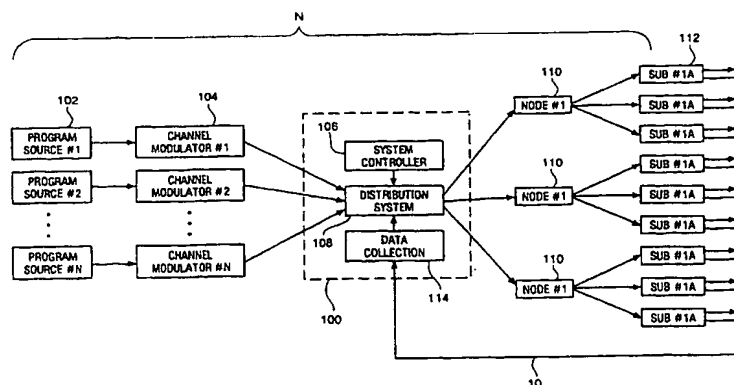 N
102
PROGRAM
SOURCE #1
104
CHANNEL
MODULATOR #1
PROGRAM
SOURCE #2
CHANNEL
MODULATOR #2
PROGRAM
SOURCE #N
CHANNEL
MODULATOR #N
106
SYSTEM
CONTROLLER
DISTRIBUTION
SYSTEM
108
DATA
COLLECTION
114
100
110
NODE #1
110
NODE #1
110
NODE #1
112
SUB #1A
SUB #1A
SUB #1A
SUB #1A
SUB #1A
SUB #1A
SUB #1A
SUB #1A
SUB #1A
10